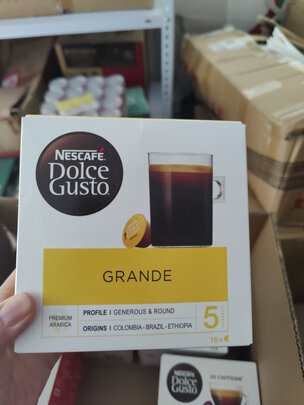 NESCAFÉ
Dolce
Gusto
GRANDE
PREMIUM
ARABICA
PROFILE | GENEROUS & ROUND
ORIGINS | COLOMBIA - BRAZIL - ETHIOPIA
5
16x
NESCAFÉ
Dolce
Gusto